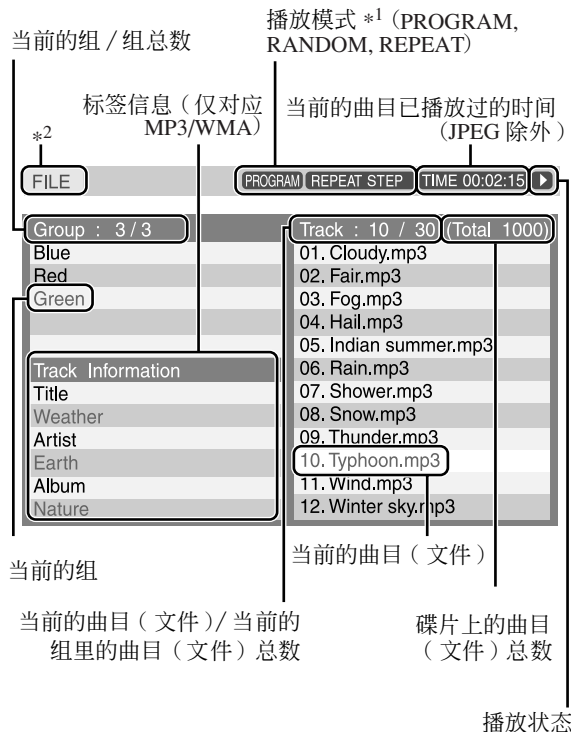 播放模式 *1（PROGRAM,
RANDOM, REPEAT）
当前的组 / 组总数
标签信息（仅对应
MP3/WMA）
当前的曲目已播放过的时间
（JPEG 除外）
*2
FILE
PROGRAM REPEAT STEP TIME 00:02:15
Group : 3 / 3
Blue
Red
Green
Track Information
Title
Weather
Artist
Earth
Album
Nature
Track : 10 / 30 (Total 1000)
01. Cloudy.mp3
02. Fair.mp3
03. Fog.mp3
04. Hail.mp3
05. Indian summer.mp3
06. Rain.mp3
07. Shower.mp3
08. Snow.mp3
09. Thunder.mp3
10. Typhoon.mp3
11. Wind.mp3
12. Winter sky.mp3
当前的组
当前的曲目（文件）
当前的曲目（文件）/ 当前的
组里的曲目（文件）总数
碟片上的曲目
（文件）总数
播放状态